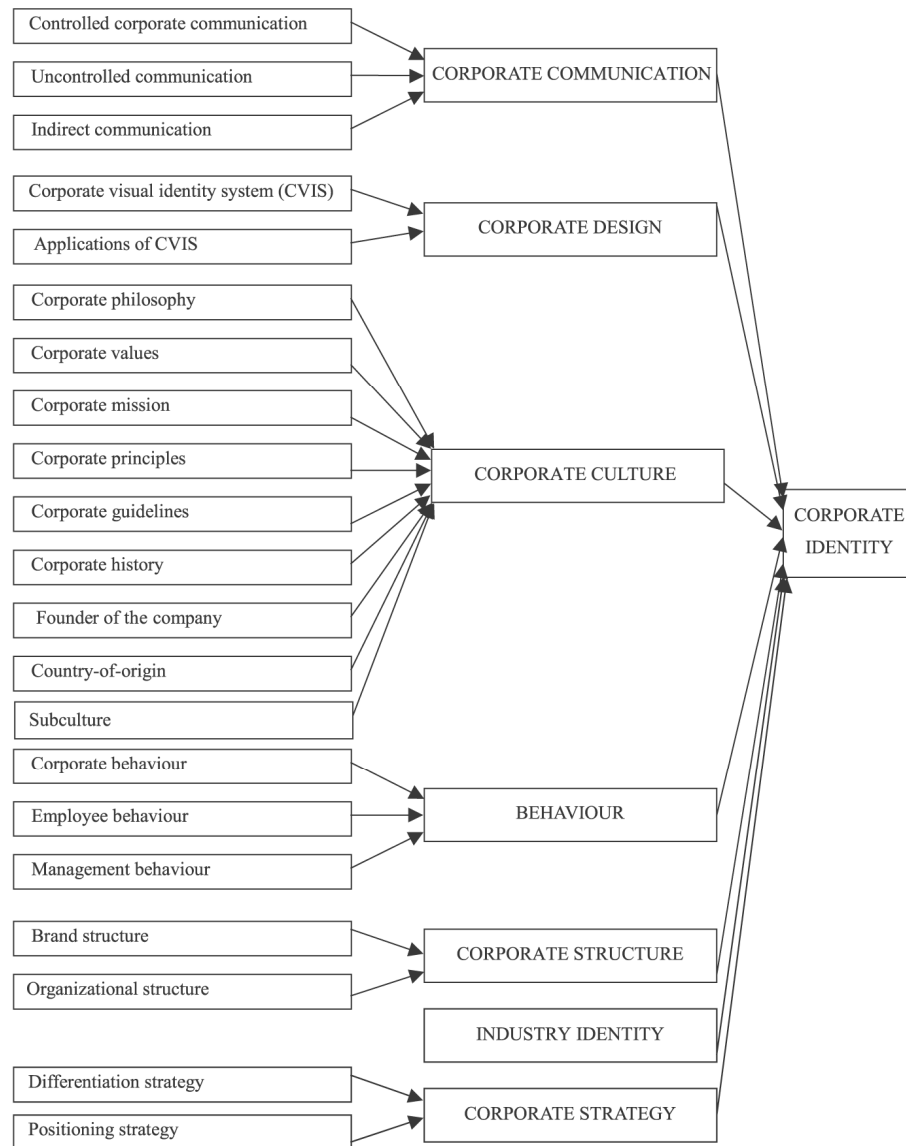 Controlled corporate communication
Uncontrolled communication
Indirect communication
CORPORATE COMMUNICATION
Corporate visual identity system (CVIS)
Applications of CVIS
CORPORATE DESIGN
Corporate philosophy
Corporate values
Corporate mission
Corporate principles
Corporate guidelines
Corporate history
Founder of the company
Country-of-origin
Subculture
CORPORATE CULTURE
Corporate behaviour
Employee behaviour
Management behaviour
BEHAVIOUR
Brand structure
Organizational structure
CORPORATE STRUCTURE
INDUSTRY IDENTITY
Differentiation strategy
Positioning strategy
CORPORATE STRATEGY
CORPORATE
IDENTITY